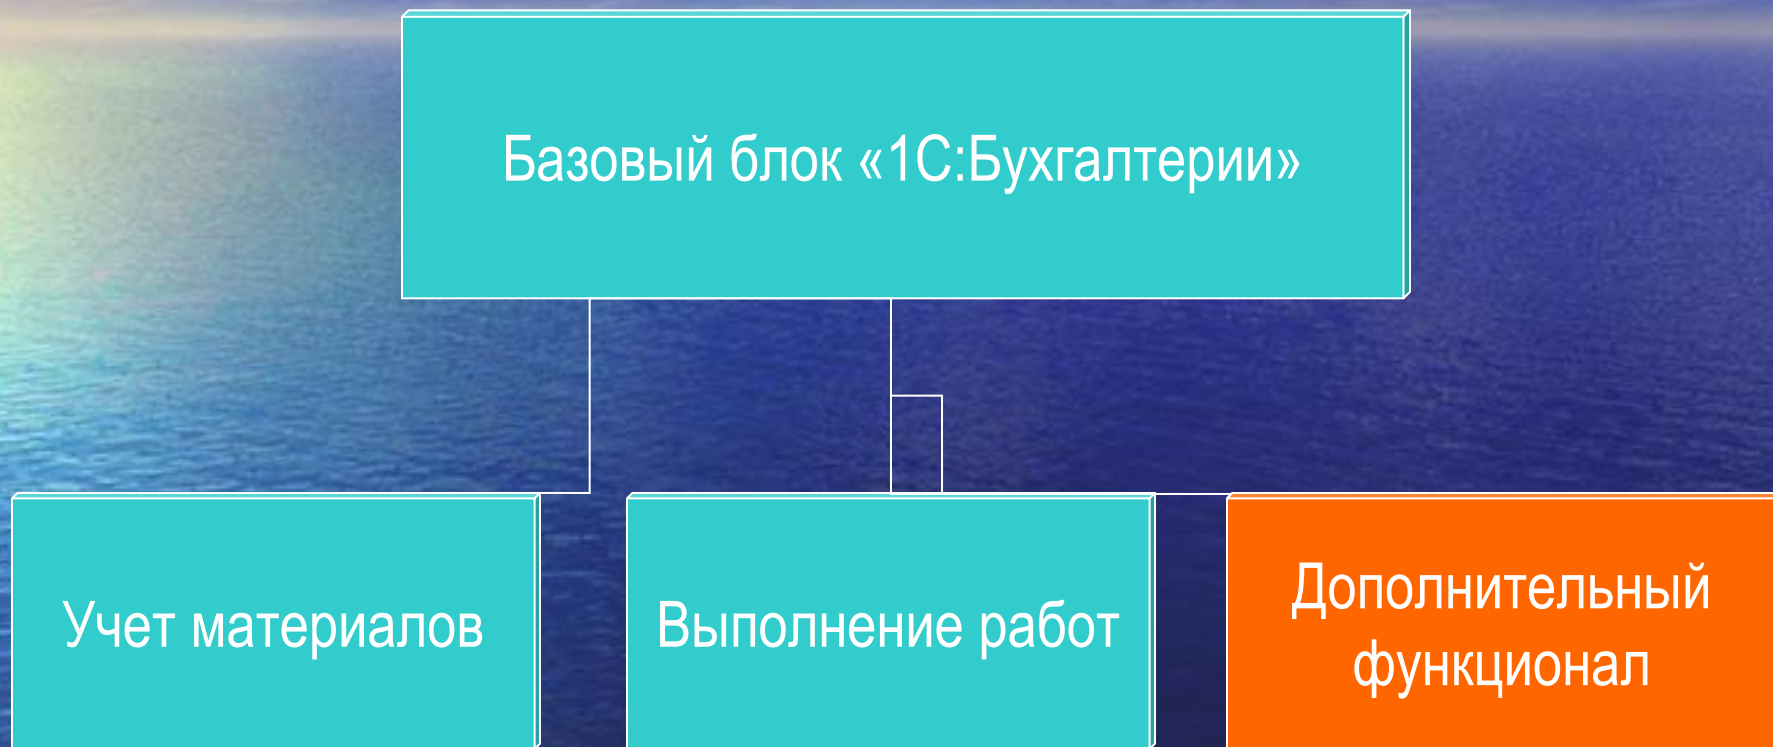 Базовый блок «1С:Бухгалтерии»
Учет материалов
Выполнение работ
Дополнительный
функционал